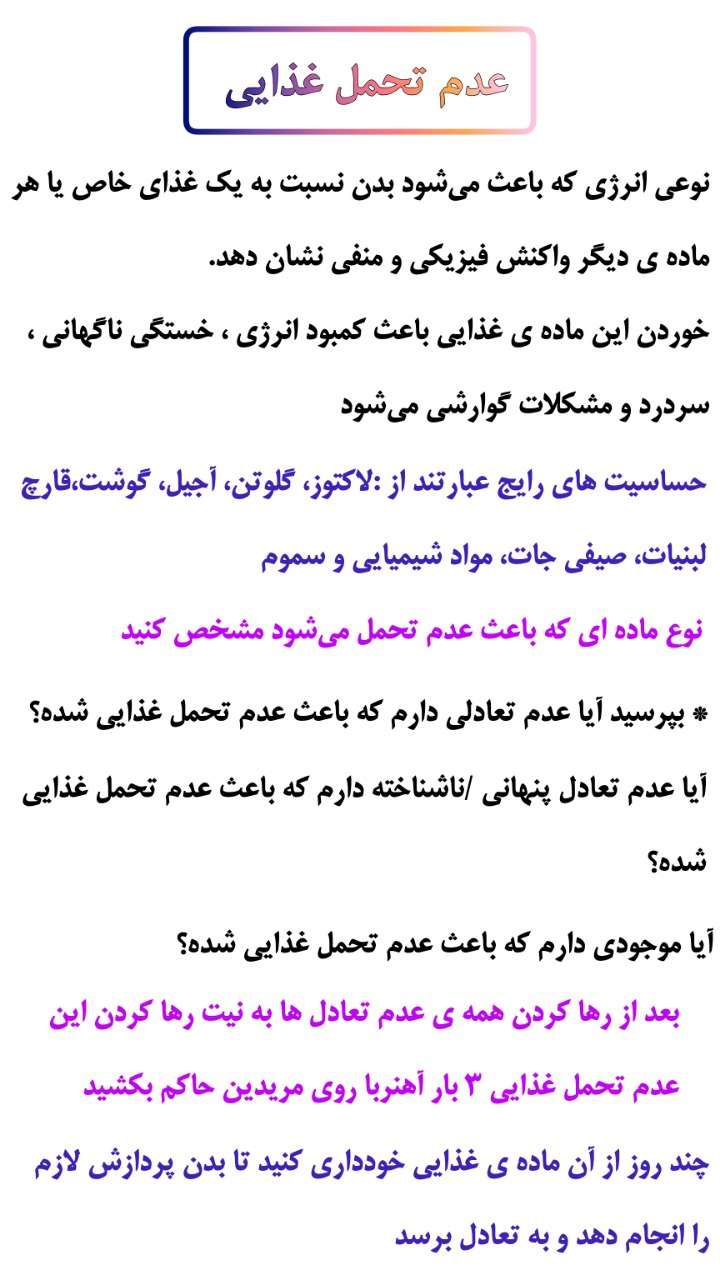 عدم تحمل غذایی
نوعی انرژی که باعث می‌شود بدن نسبت به یک غذای خاص یا هر
ماده ی دیگر واکنش فیزیکی و منفی نشان دهد.
خوردن این ماده ی غذایی باعث کمبود انرژی ، خستگی ناگهانی ،
سردرد و مشکلات گوارشی می‌شود
حساسیت های رایج عبارتند از :لاکتوز، گلوتن، آجیل، گوشت،قارچ
لبنیات، صیفی جات، مواد شیمیایی و سموم
نوع ماده ای که باعث عدم تحمل می‌شود مشخص کنید
* بپرسید آیا عدم تعادلی دارم که باعث عدم تحمل غذایی شده؟
آیا عدم تعادل پنهانی /ناشناخته دارم که باعث عدم تحمل غذایی
شده؟
آیا موجودی دارم که باعث عدم تحمل غذایی شده؟
بعد از رها کردن همه ی عدم تعادل ها به نیت رها کردن این
عدم تحمل غذایی ۳ بار آهنربا روی مریدین حاکم بکشید
چند روز از آن ماده ی غذایی خودداری کنید تا بدن پردازش لازم
را انجام دهد و به تعادل برسد